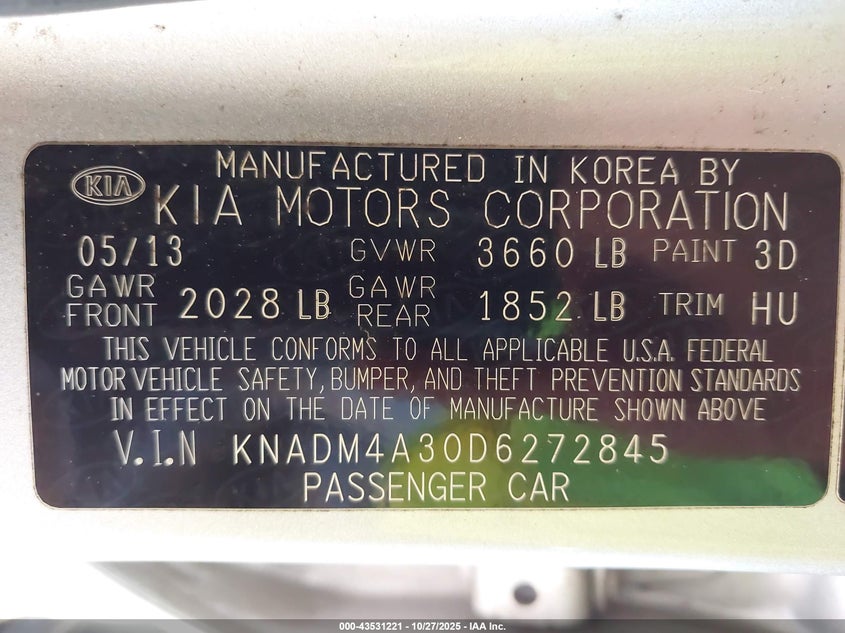 MANUFACTURED IN KOREA BY
KIA KIA MOTORS CORPORATION
05/13 GVWR 3660 LB PAINT 3D
GAWR FRONT 2028 LB GAWR REAR 1852 LB TRIM HU
THIS VEHICLE CONFORMS TO ALL APPLICABLE U.S.A. FEDERAL
MOTOR VEHICLE SAFETY, BUMPER, AND THEFT PREVENTION STANDARDS
IN EFFECT ON THE DATE OF MANUFACTURE SHOWN ABOVE
V.I.N KNADM4A30D6272845
PASSENGER CAR
000-43531221 | 10/27/2025 - IAA Inc.